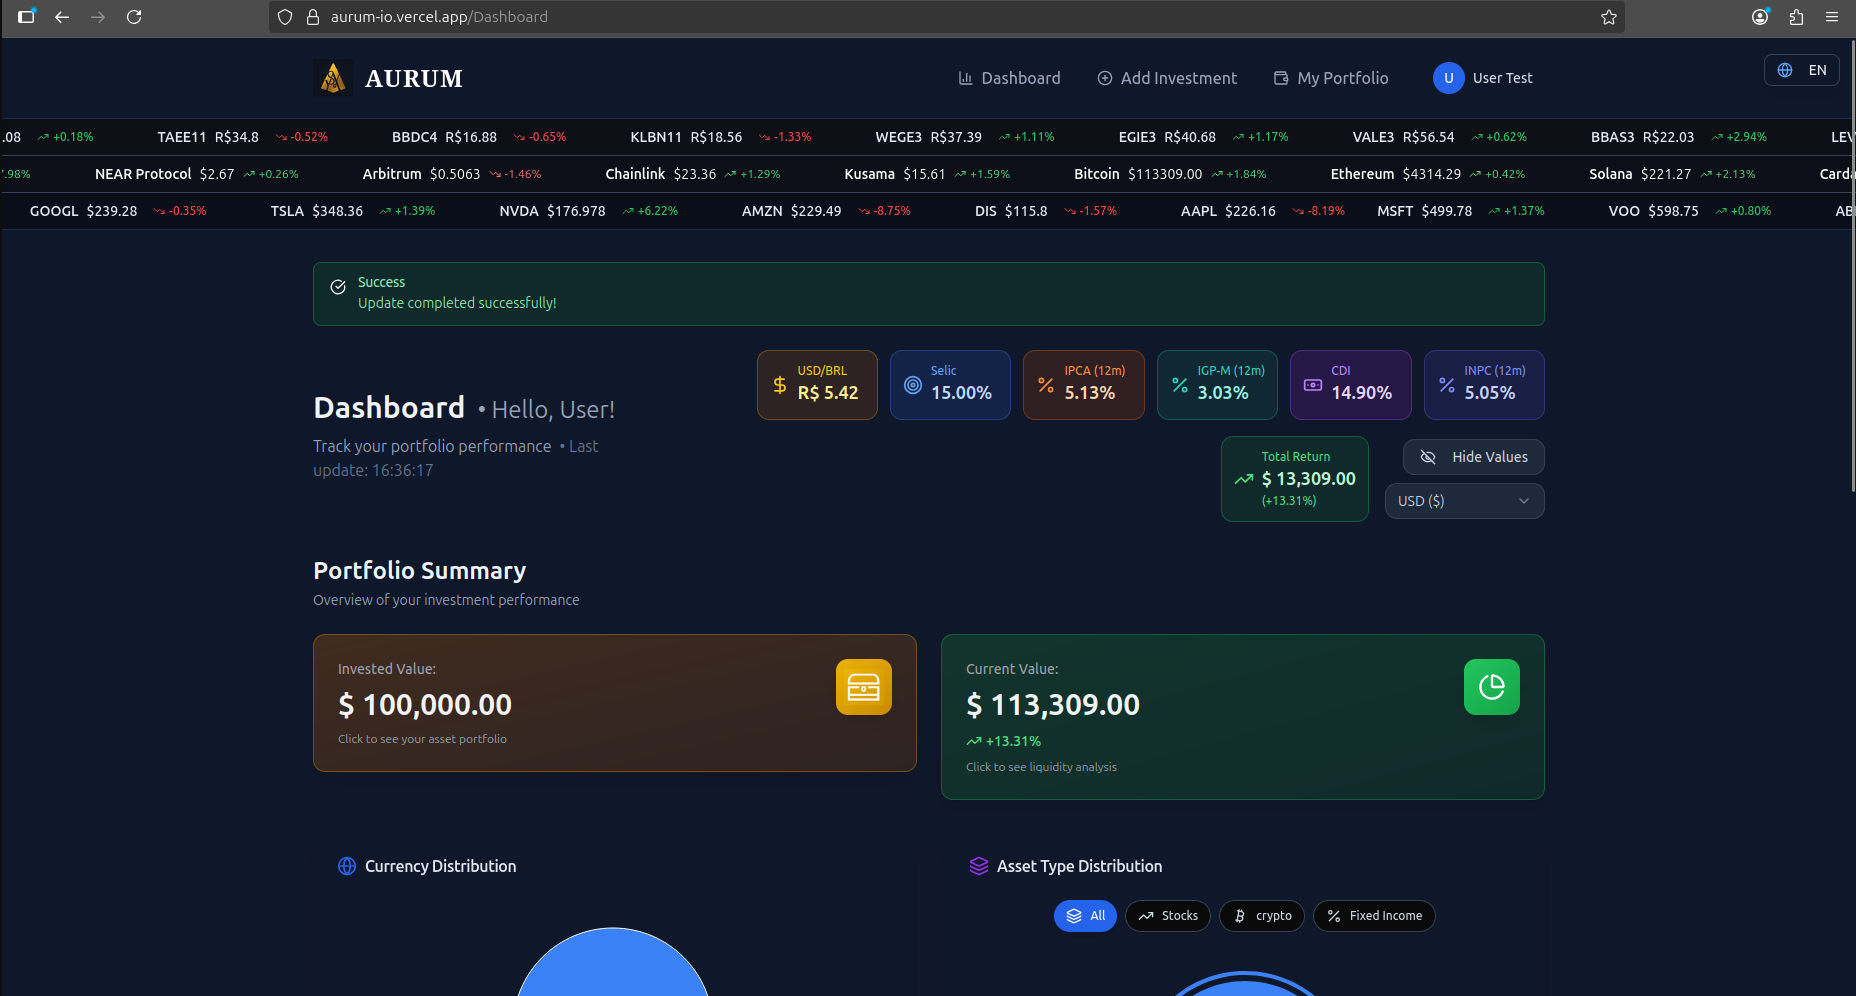 aurum-io.vercel.app/Dashboard
AURUM
Dashboard
Add Investment
My Portfolio
U
User Test
EN
.08 +0.18% TAEE11 R$34.8 -0.52% BBDC4 R$16.88 -0.65% KLBN11 R$18.56 -1.33% WEGE3 R$37.39 +1.11% EGIE3 R$40.68 +1.17% VALE3 R$56.54 +0.62% BBAS3 R$22.03 +2.94% LEV
.98% NEAR Protocol $2.67 +0.26% Arbitrum $0.5063 -1.46% Chainlink $23.36 +1.29% Kusama $15.61 +1.59% Bitcoin $113309.00 +1.84% Ethereum $4314.29 +0.42% Solana $221.27 +2.13% Carda
GOOGL $239.28 -0.35% TSLA $348.36 +1.39% NVDA $176.978 +6.22% AMZN $229.49 -8.75% DIS $115.8 -1.57% AAPL $226.16 -8.19% MSFT $499.78 +1.37% VOO $598.75 +0.80% AB
Success
Update completed successfully!
Dashboard • Hello, User!
Track your portfolio performance • Last
update: 16:36:17
USD/BRL
R$ 5.42
Selic
15.00%
IPCA (12m)
5.13%
IGP-M (12m)
3.03%
CDI
14.90%
INPC (12m)
5.05%
Total Return
$ 13,309.00
(+13.31%)
Hide Values
USD ($)
Portfolio Summary
Overview of your investment performance
Invested Value:
$ 100,000.00
Click to see your asset portfolio
Current Value:
$ 113,309.00
+13.31%
Click to see liquidity analysis
Currency Distribution
Asset Type Distribution
All
Stocks
crypto
Fixed Income